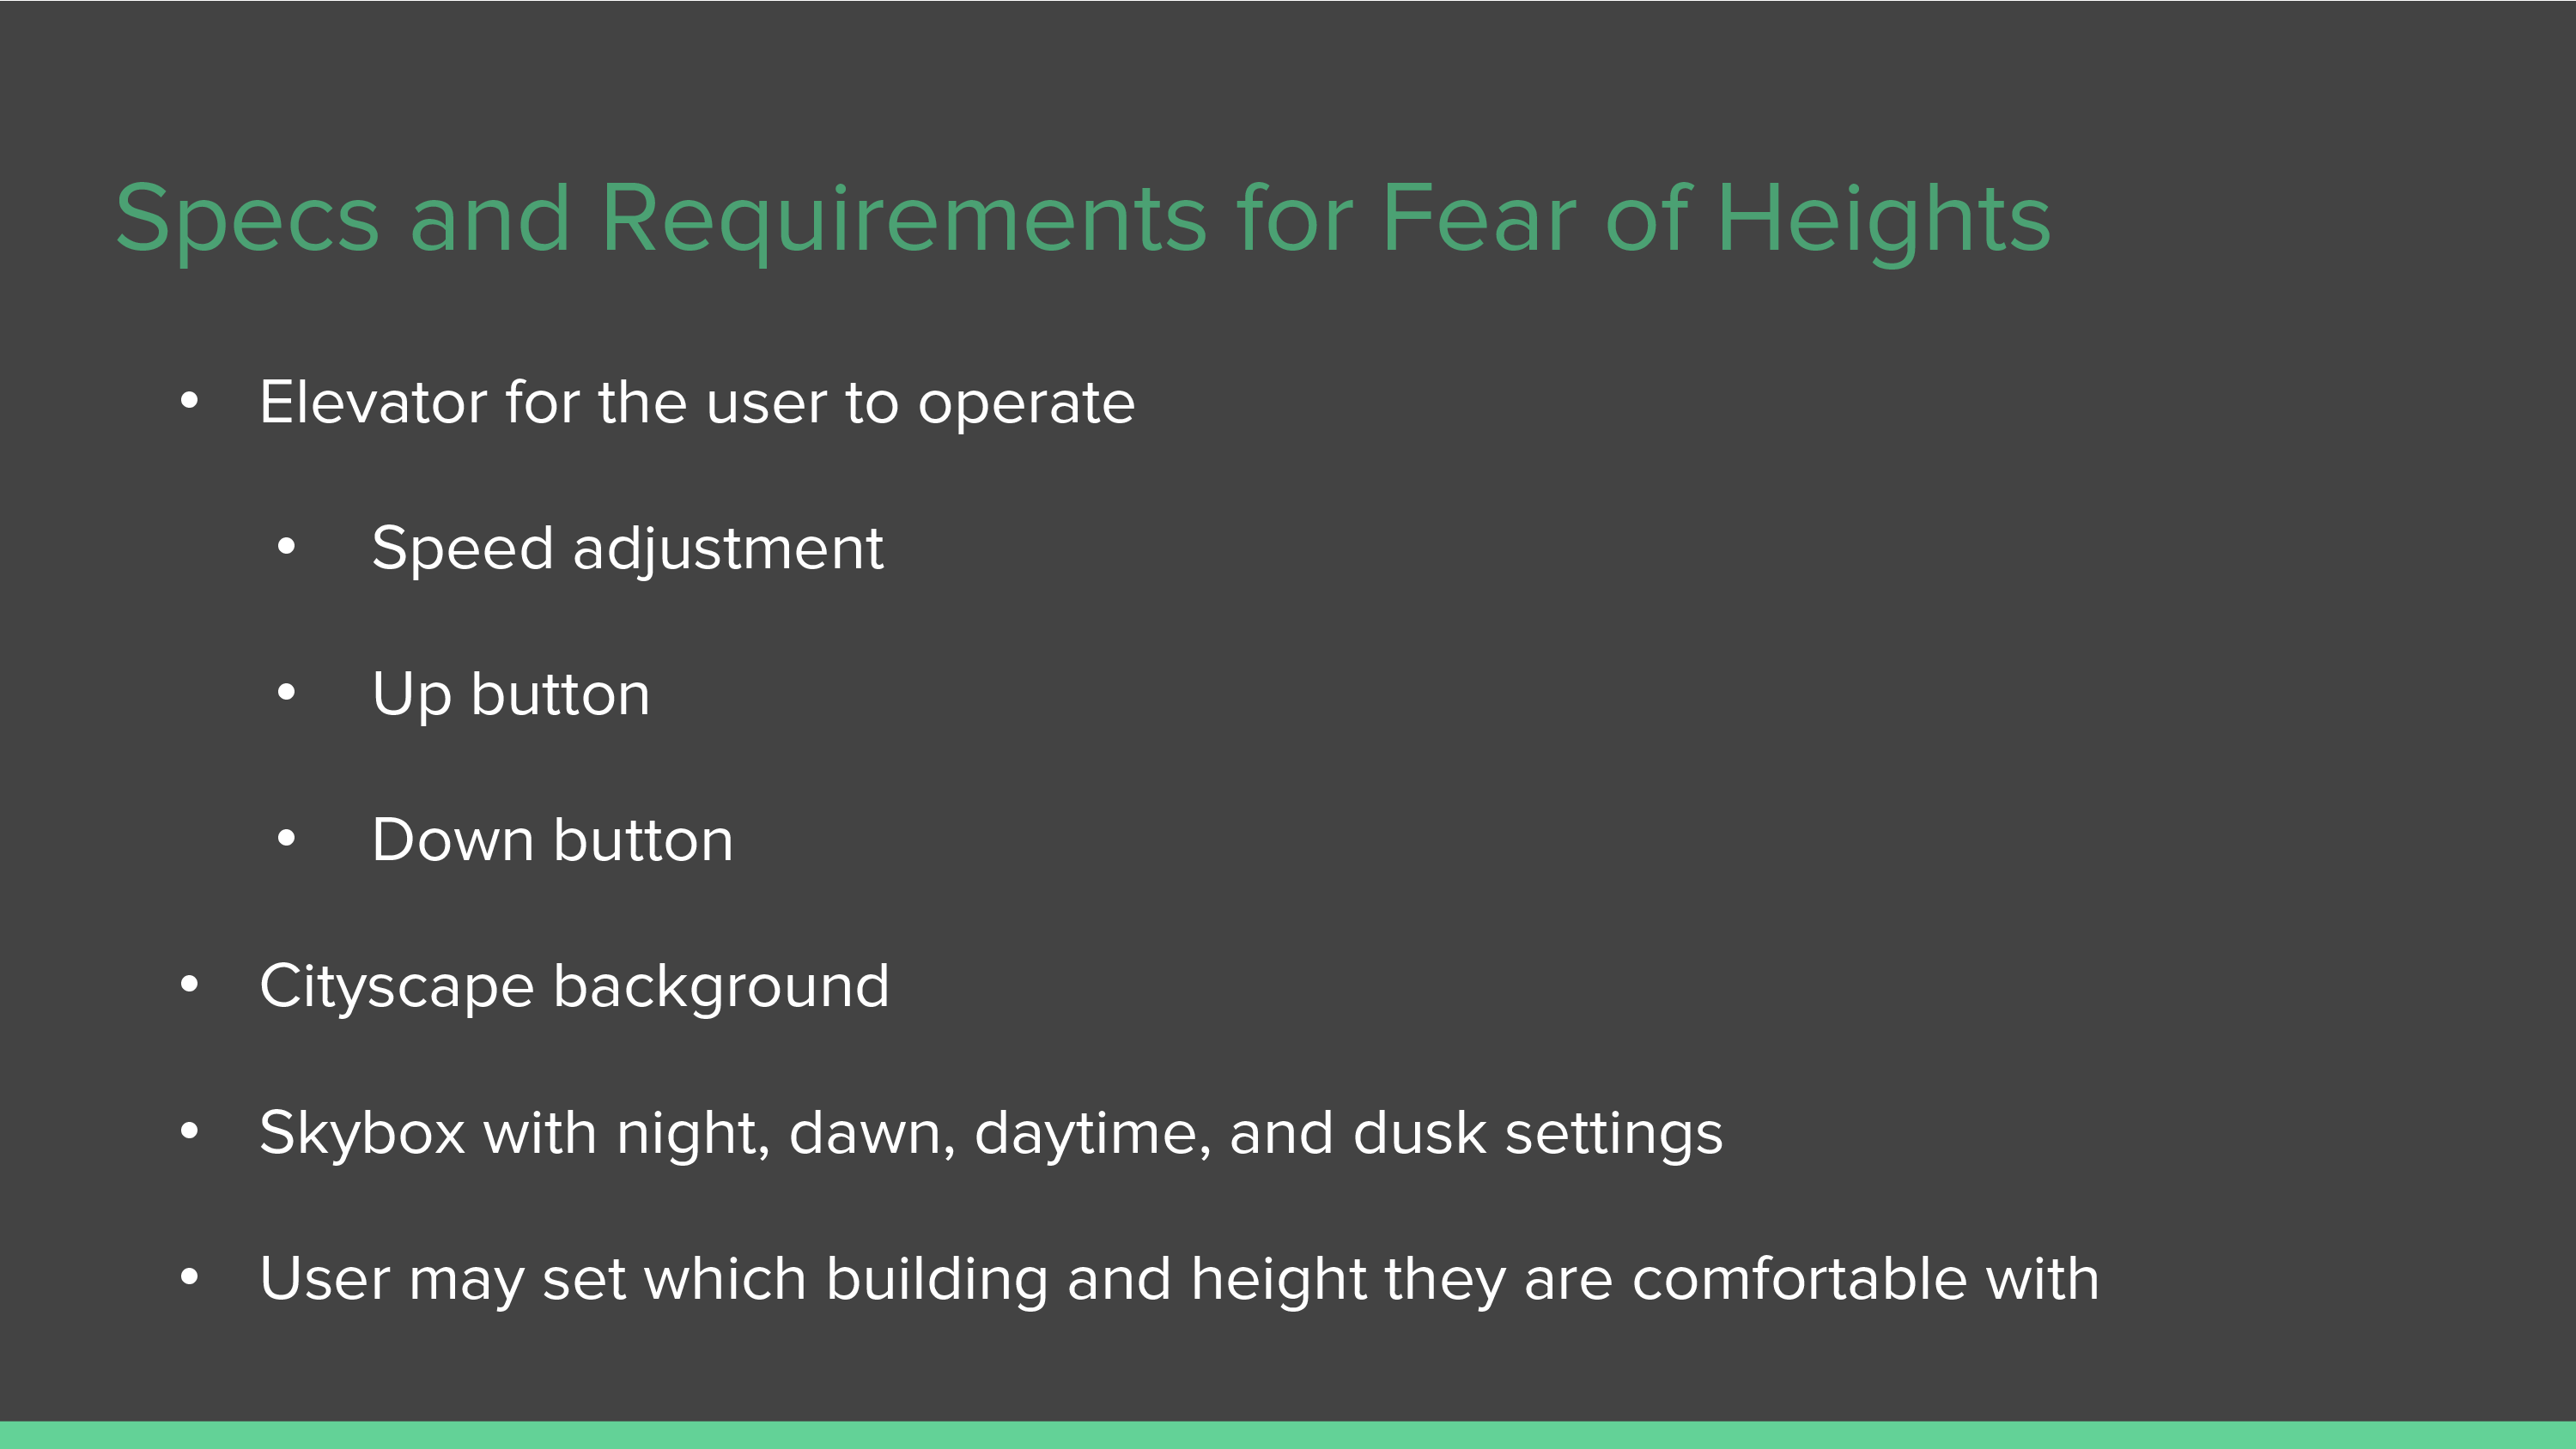 Specs and Requirements for Fear of Heights
• Elevator for the user to operate
• Speed adjustment
• Up button
• Down button
• Cityscape background
• Skybox with night, dawn, daytime, and dusk settings
• User may set which building and height they are comfortable with